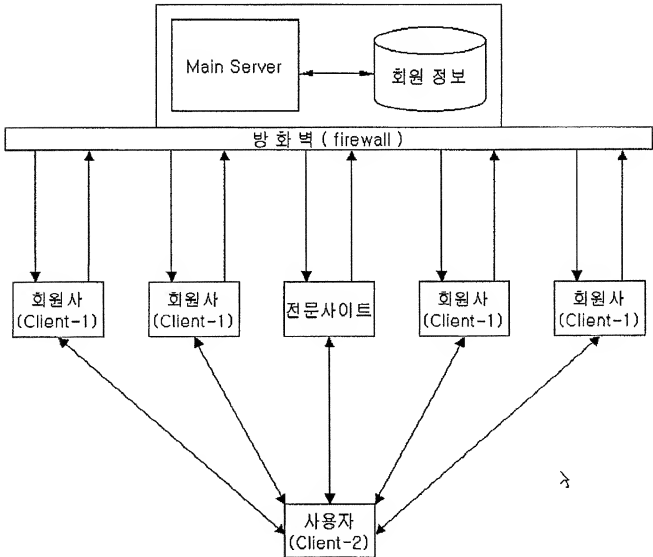 Main Server
회원 정보
방 화 벽 ( firewall )
회원사
(Client-1)
회원사
(Client-1)
전문사이트
회원사
(Client-1)
회원사
(Client-1)
사용자
(Client-2)